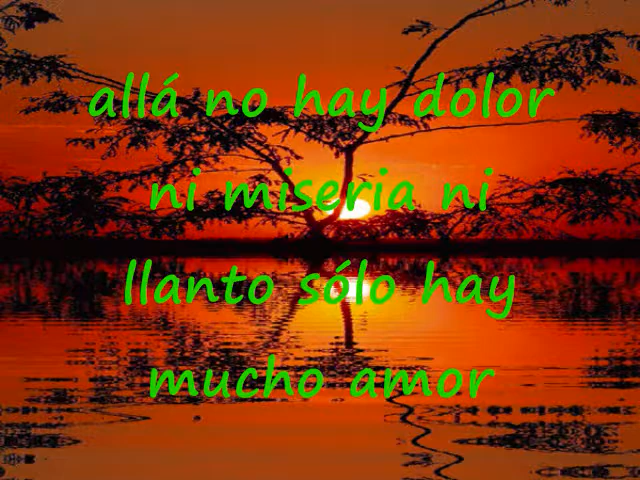 allá no hay dolor
ni miseria ni
llanto sólo hay
mucho amor